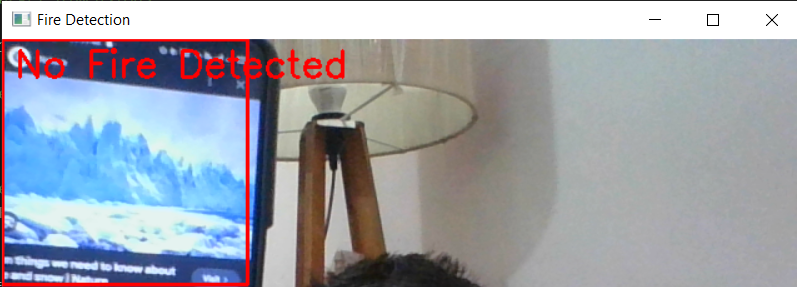 Fire Detection
No Fire Detected
n things we need to know about
e and snow | Nature
Visit >